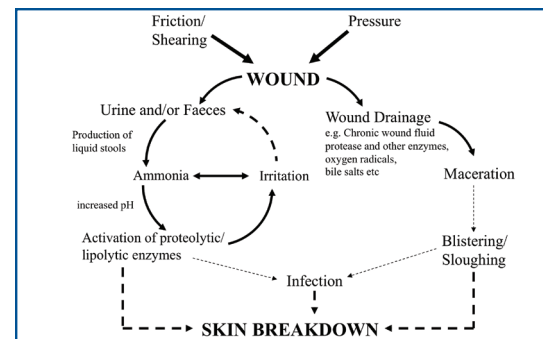 Friction/
Shearing
Pressure
WOUND
Urine and/or Faeces
Wound Drainage
e.g. Chronic wound fluid
protease and other enzymes,
oxygen radicals,
bile salts etc
Production of
liquid stools
Ammonia
Irritation
Maceration
increased pH
Activation of proteolytic/
lipolytic enzymes
Blistering/
Sloughing
Infection
SKIN BREAKDOWN